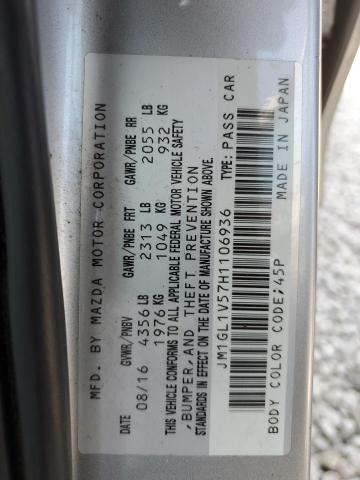 MFD. BY MAZDA MOTOR CORPORATION
DATE GVWR/PNBV GAWR/PNBE FRT GAWR/PNBE RR
08/16 4356 LB 2313 LB 2055 LB
1976 KG 1049 KG 932 KG
THIS VEHICLE CONFORMS TO ALL APPLICABLE FEDERAL MOTOR VEHICLE SAFETY
,BUMPER,AND THEFT PREVENTION
STANDARDS IN EFFECT ON THE DATE OF MANUFACTURE SHOWN ABOVE.
JM1GL1V57H1106936 TYPE: PASS CAR
BODY COLOR CODE;45P MADE IN JAPAN